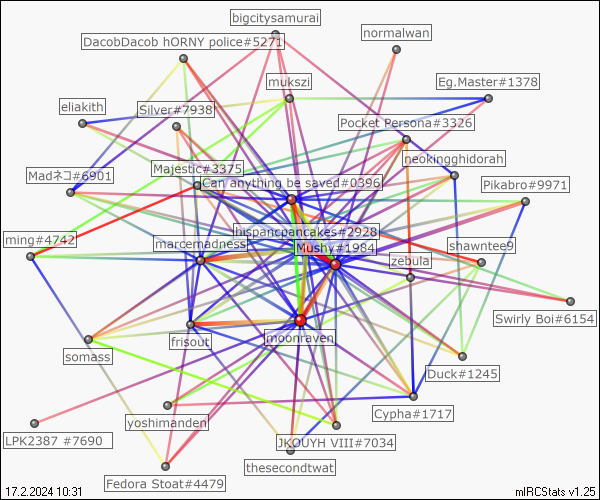 bigcitysamurai
normalwan
DacobDacob hORNY police#5271
mukszi
Eg.Master#1378
eliakith
Silver#7938
Pocket Persona#3326
neokingghidorah
Majestic#3375
Madネコ#6901
Can anything be saved#0396
Pikabro#9971
hispanicpancakes#2928
ming#4742
marcemadness
Mushy#1984
shawntee9
zebula
Swirly Boi#6154
moonraven
frisout
somass
Duck#1245
Cypha#1717
yoshimanden
LPK2387 #7690
JKOUYH VIII#7034
thesecondtwat
Fedora Stoat#4479
17.2.2024 10:31
mIRCStats v1.25